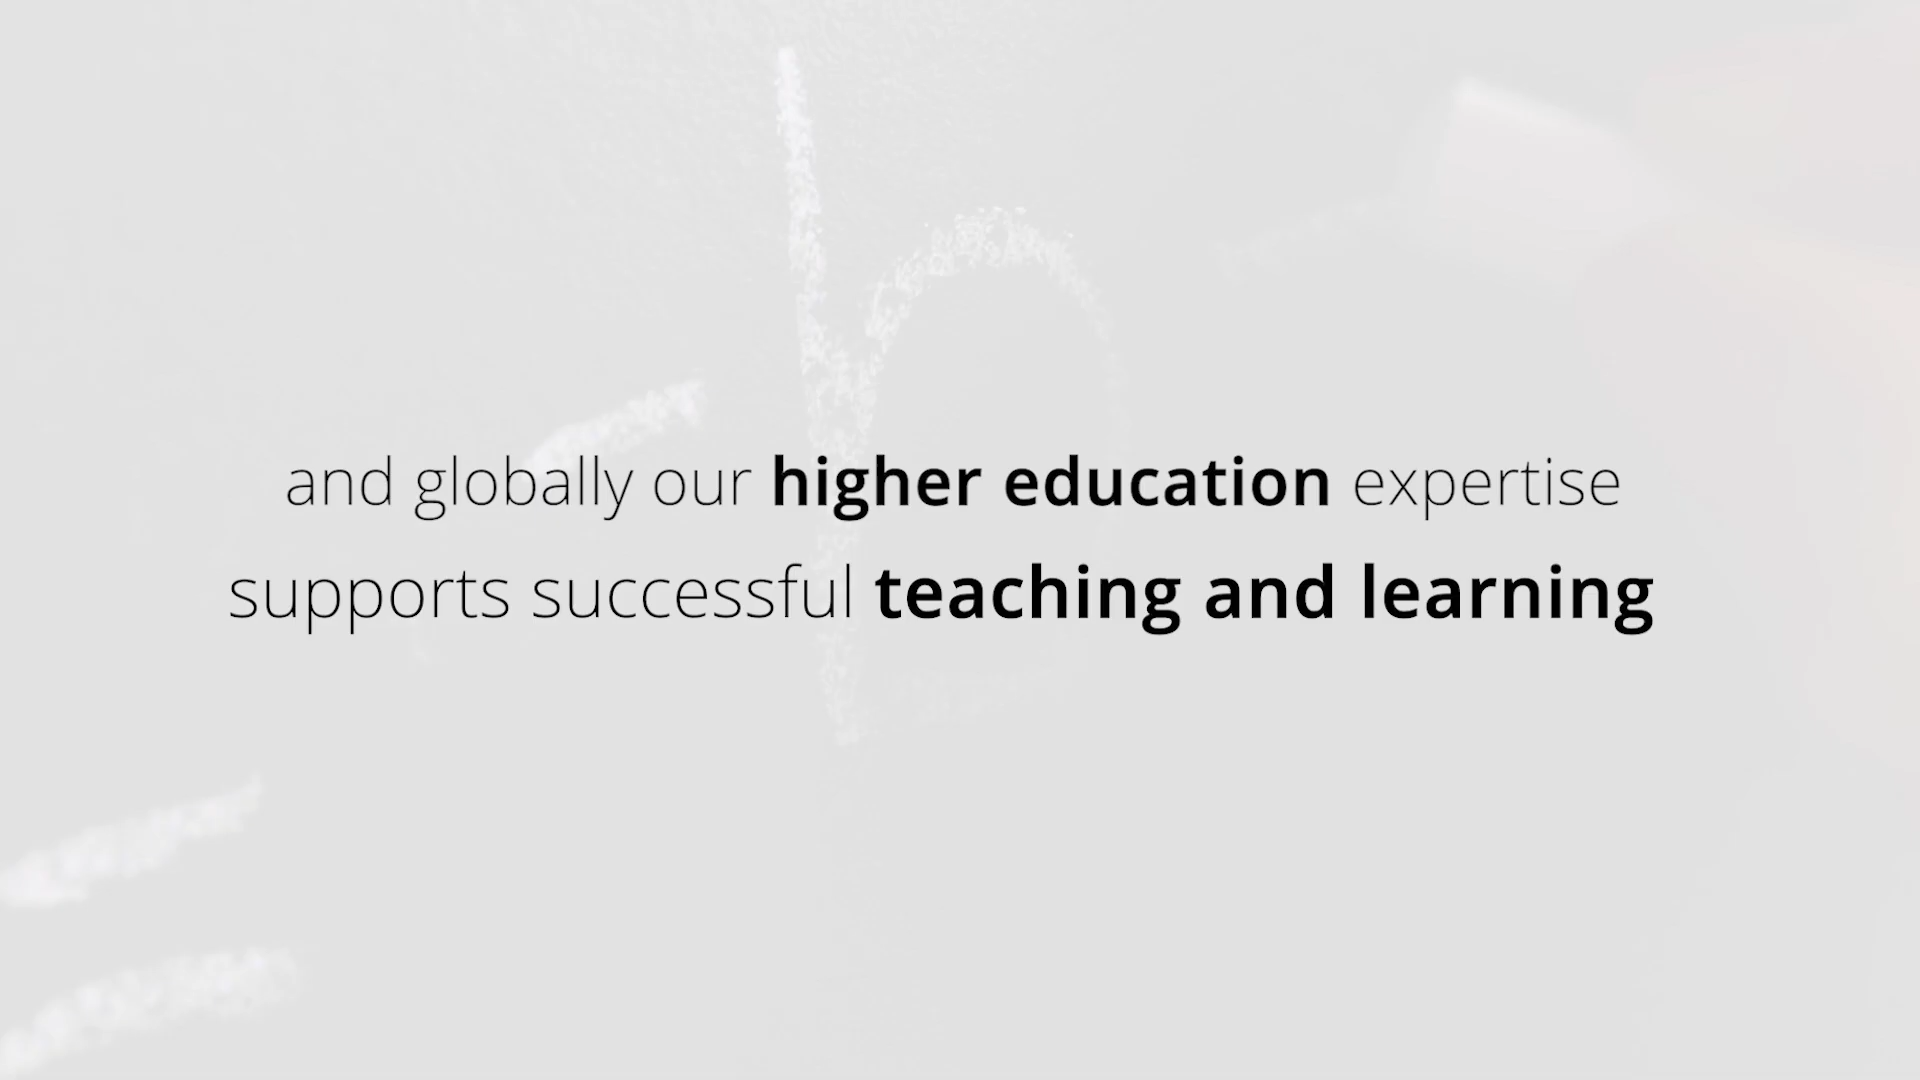 and globally our higher education expertise
supports successful teaching and learning